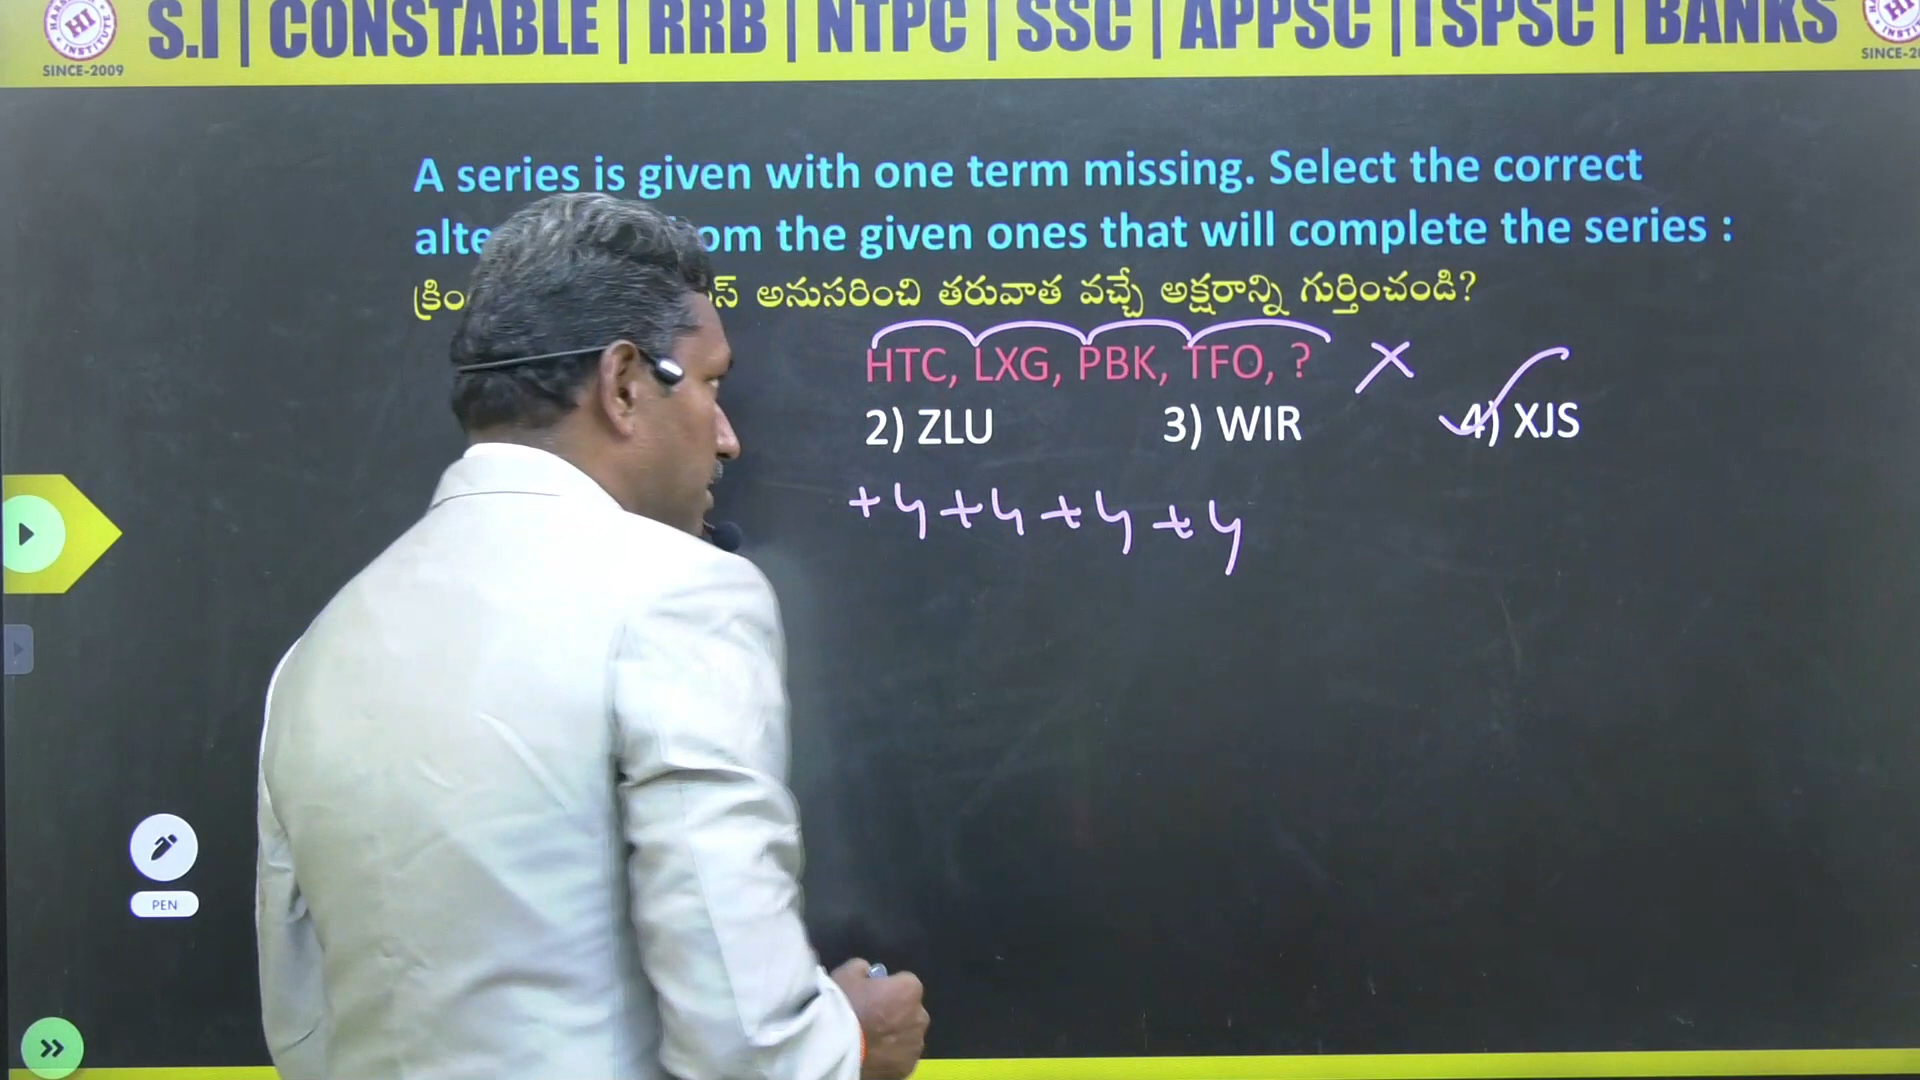 S.I | CONSTABLE | RRB | NTPC | SSC | APPSC | TSPSC | BANKS
HI
INSTITUTE
SINCE-2009
A series is given with one term missing. Select the correct
the given ones that will complete the series :
అనుసరించి తరువాత వచ్చే అక్షరాన్ని గుర్తించండి?
HTC, LXG, PBK, TFO, ? X
2) ZLU 3) WIR 4) XJS
+4 +4 +4 +4
PEN